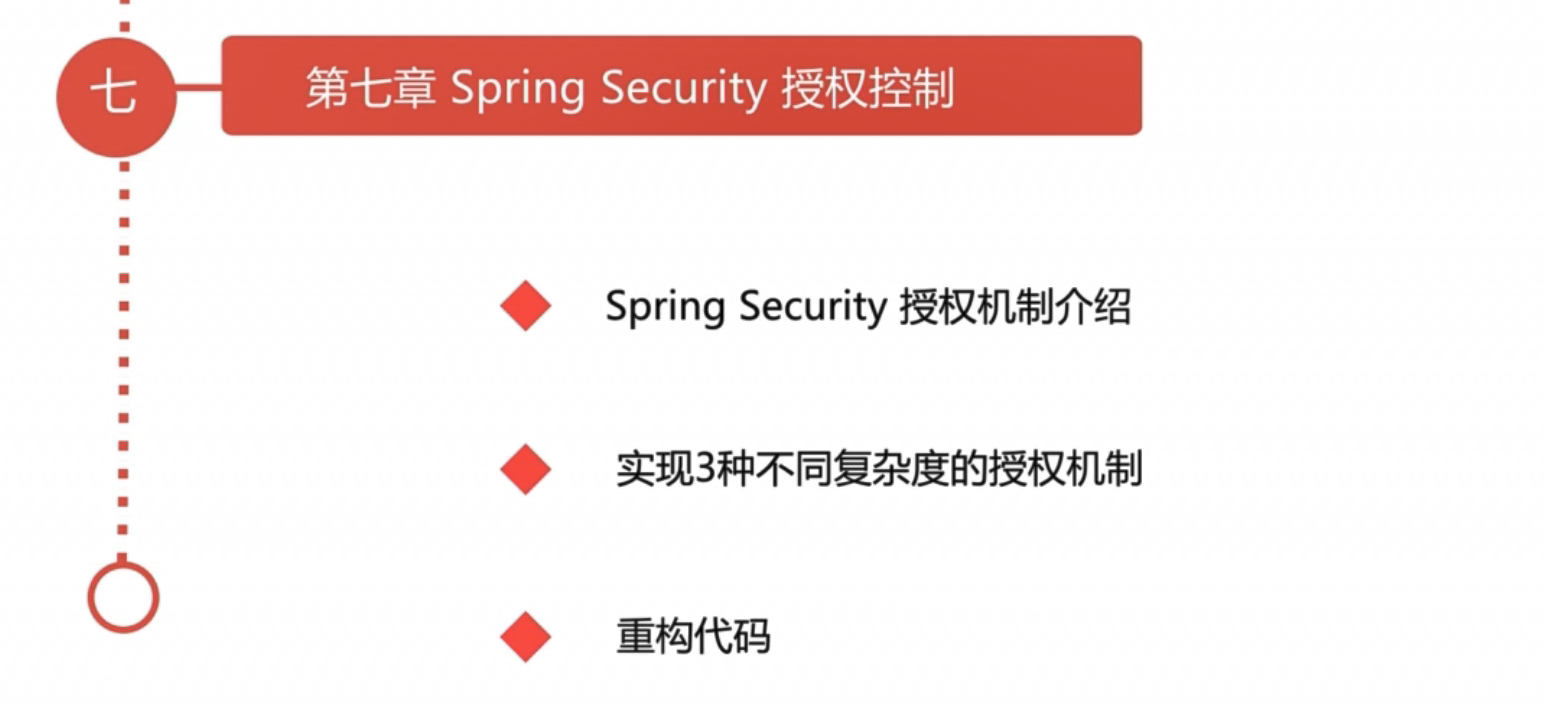 七
第七章 Spring Security 授权控制
Spring Security 授权机制介绍
实现3种不同复杂度的授权机制
重构代码